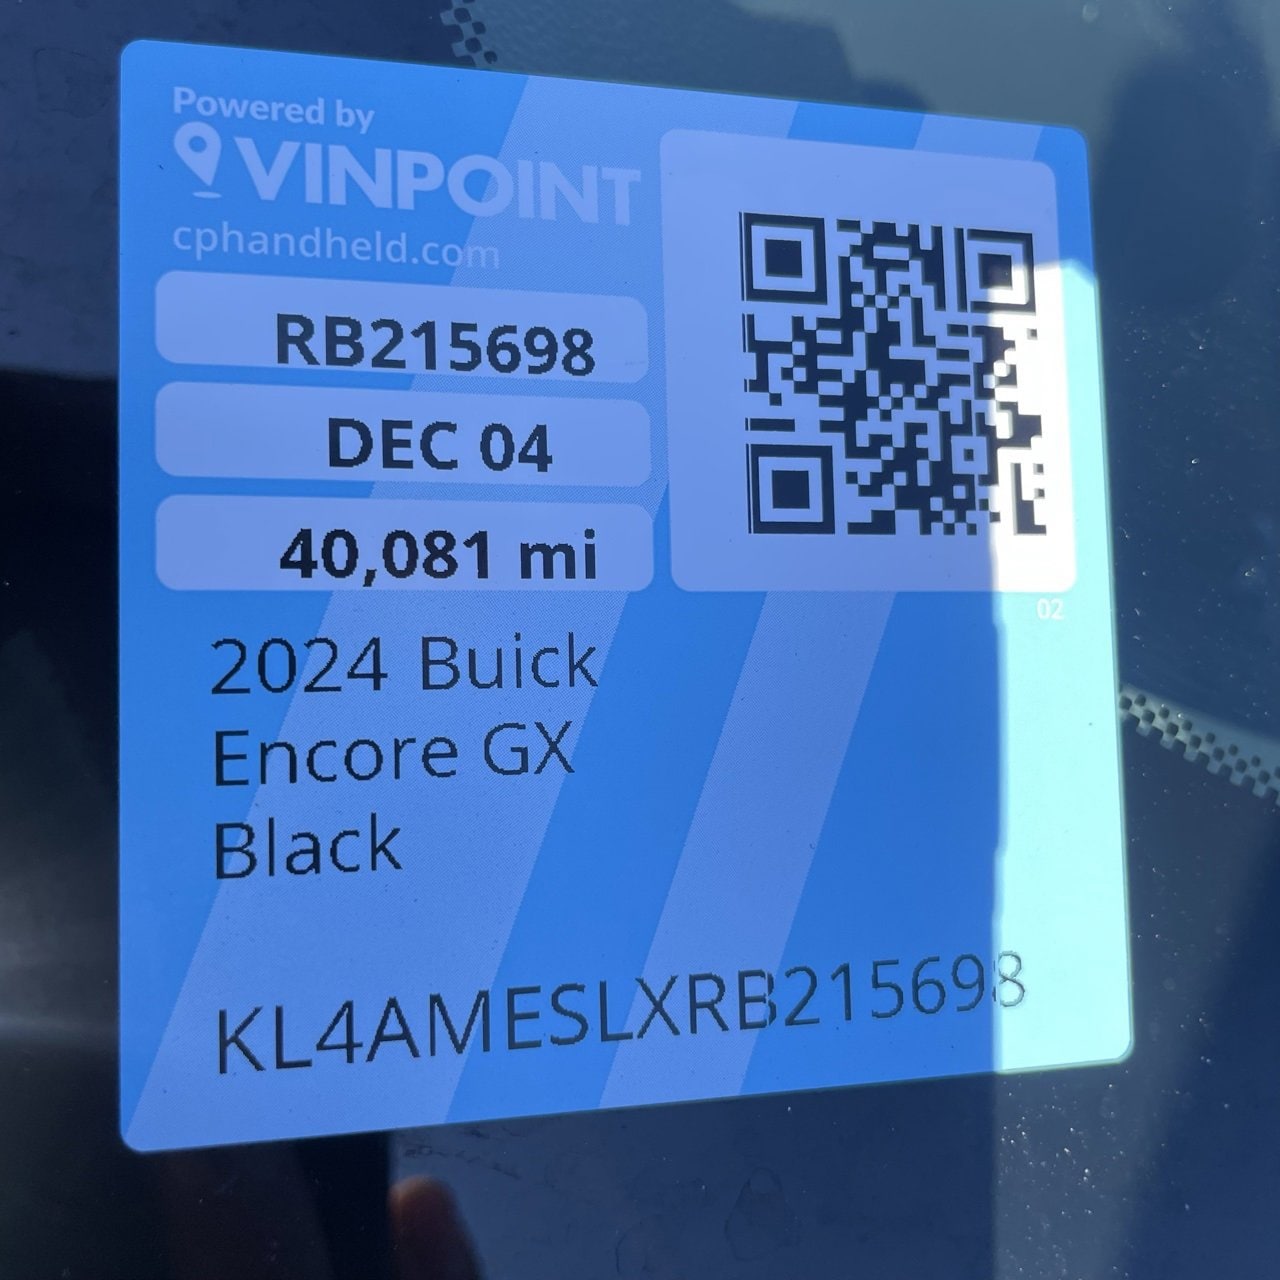 Powered by
VINPOINT
cphandheld.com
RB215698
DEC 04
40,081 mi
02
2024 Buick
Encore GX
Black
KL4AMESLXRB215698